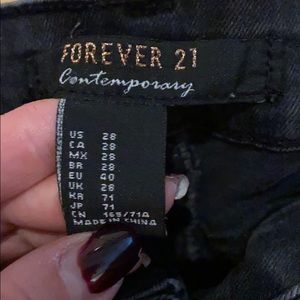 FOREVER 21
Contemporary
US 28
CA 28
MX 28
BR 28
EU 40
UK 28
KR 71
JP 71
CN 165/71A
MADE IN CHINA